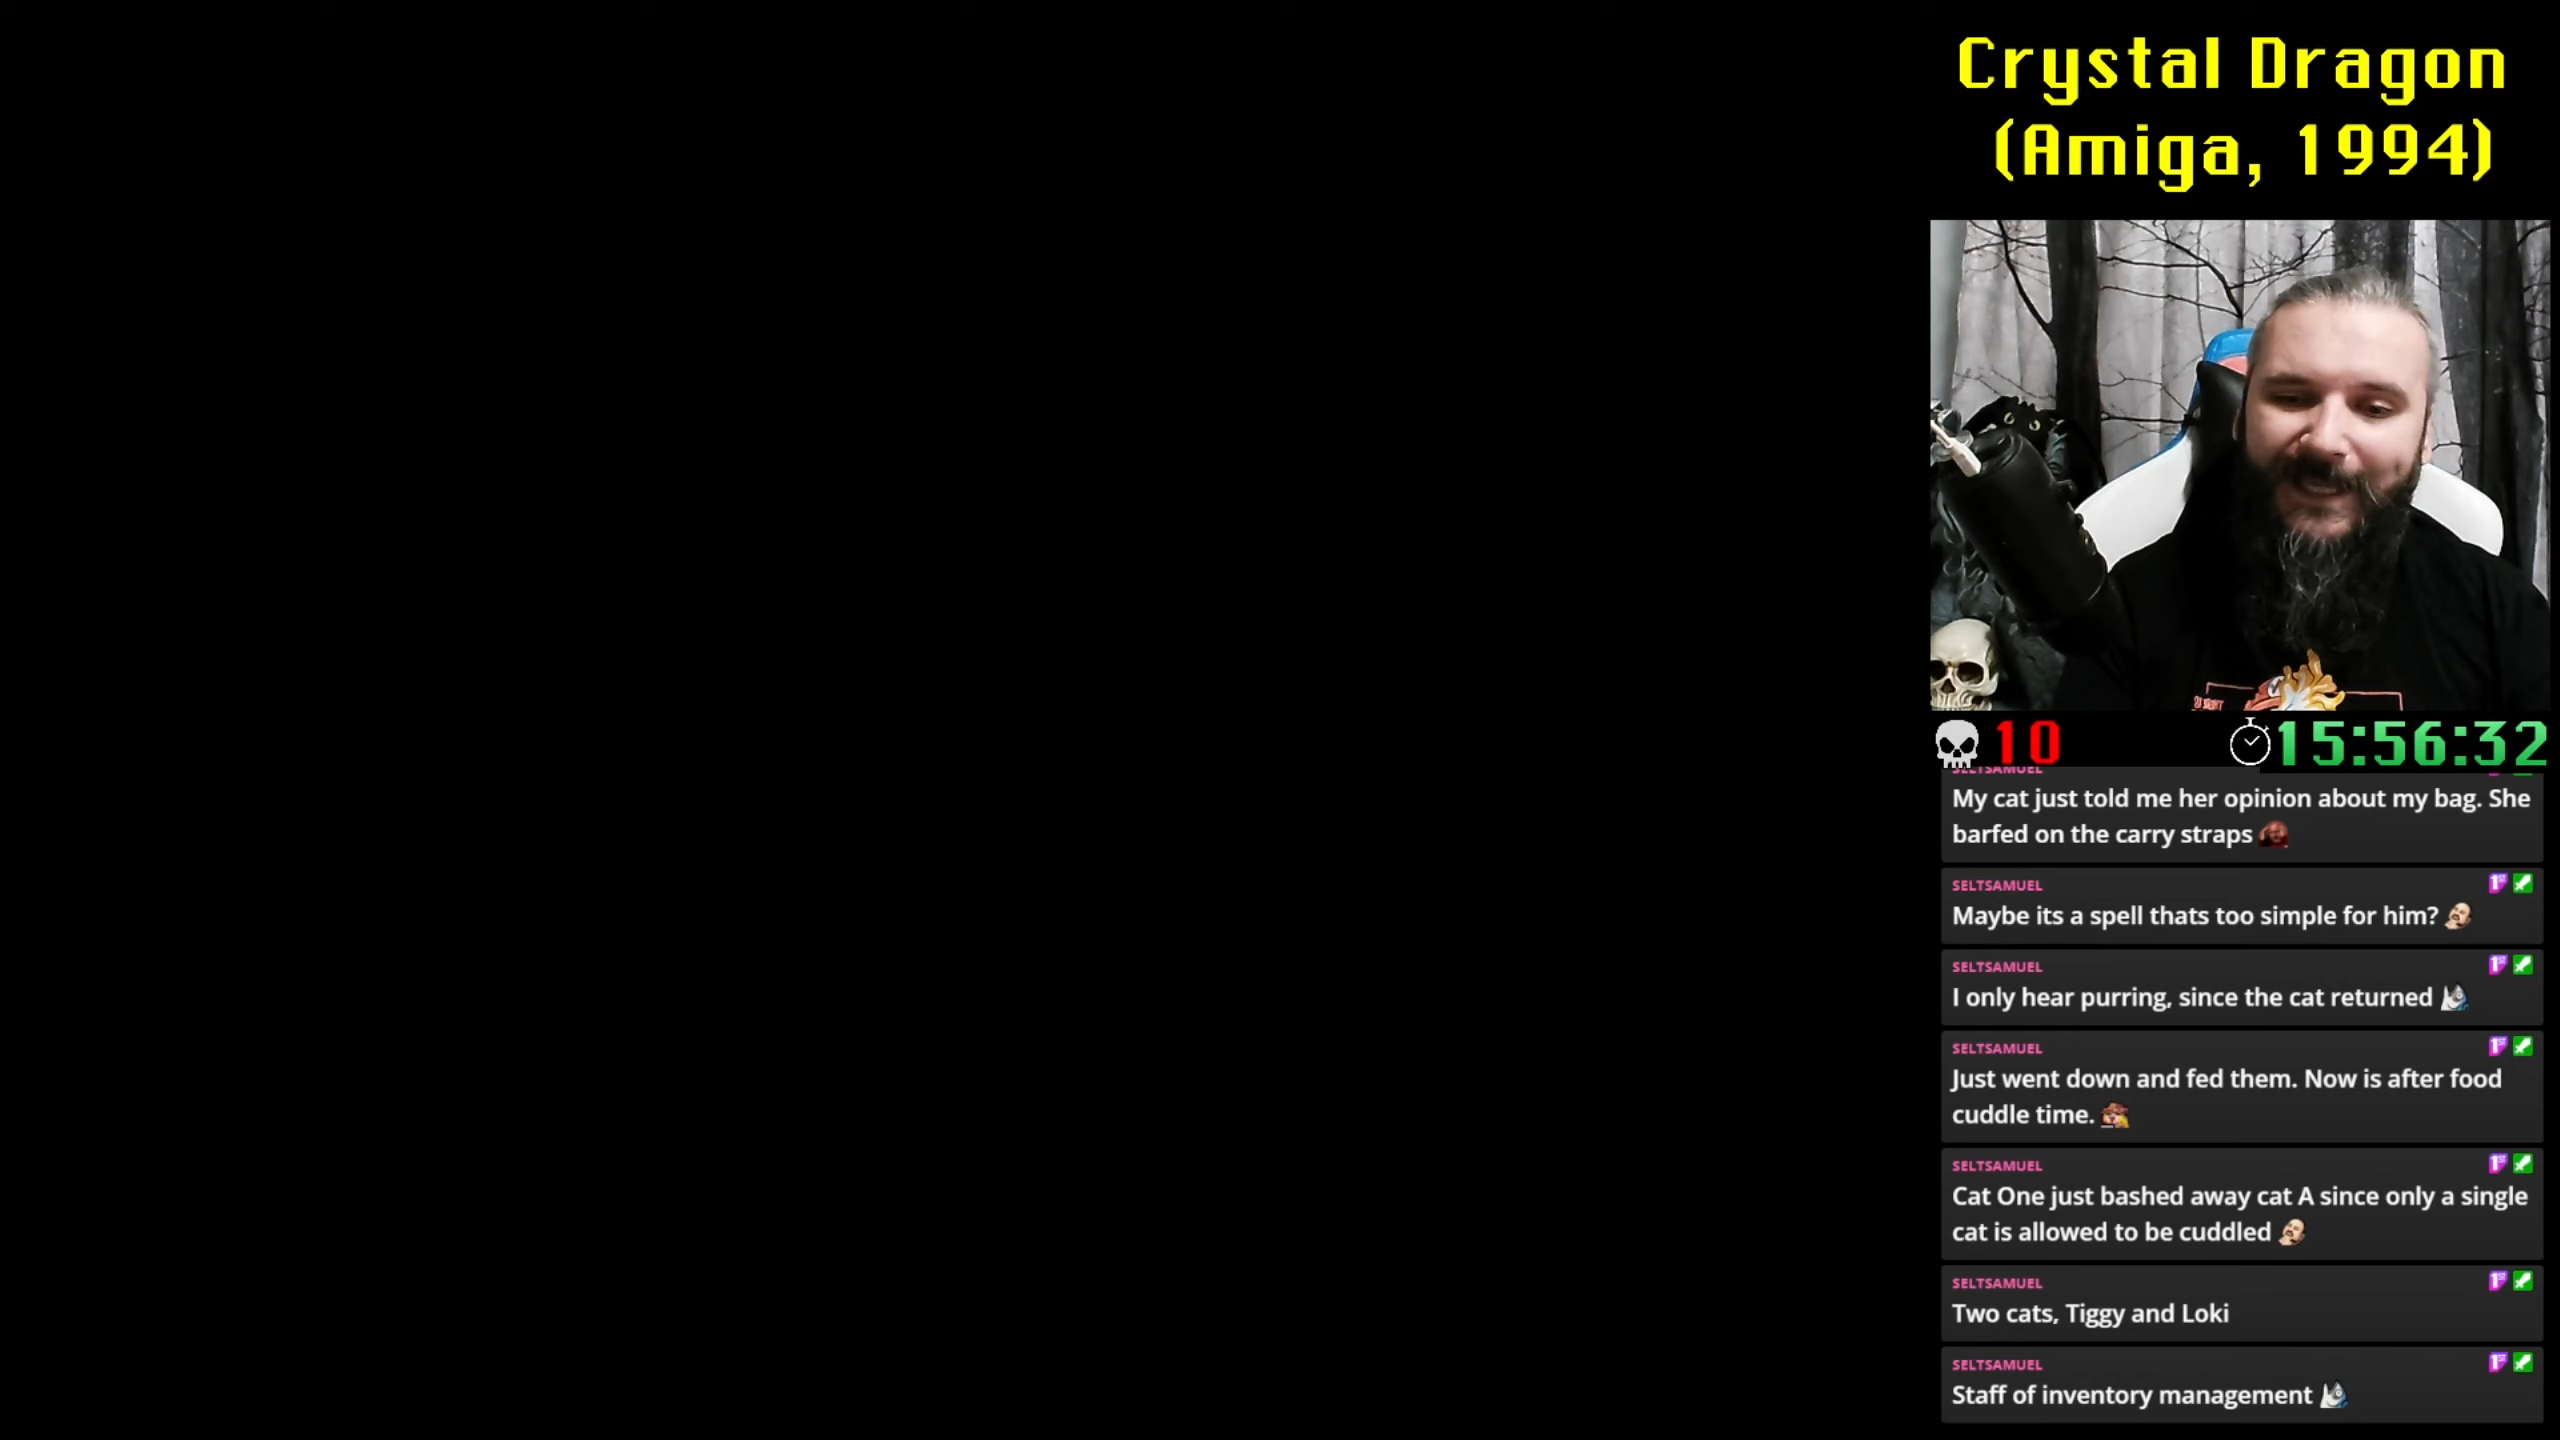 Crystal Dragon
(Amiga, 1994)
10
15:56:32
SELTSAMUEL
My cat just told me her opinion about my bag. She
barfed on the carry straps
SELTSAMUEL
Maybe its a spell thats too simple for him?
SELTSAMUEL
I only hear purring, since the cat returned
SELTSAMUEL
Just went down and fed them. Now is after food
cuddle time.
SELTSAMUEL
Cat One just bashed away cat A since only a single
cat is allowed to be cuddled
SELTSAMUEL
Two cats, Tiggy and Loki
SELTSAMUEL
Staff of inventory management